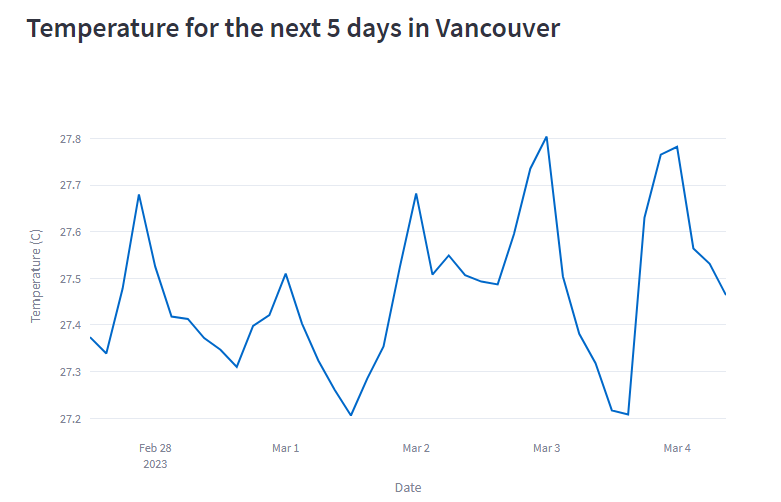 Temperature for the next 5 days in Vancouver
27.8
27.7
27.6
27.5
27.4
27.3
27.2
Temperature (C)
Feb 28 Mar 1 Mar 2 Mar 3 Mar 4
2023
Date